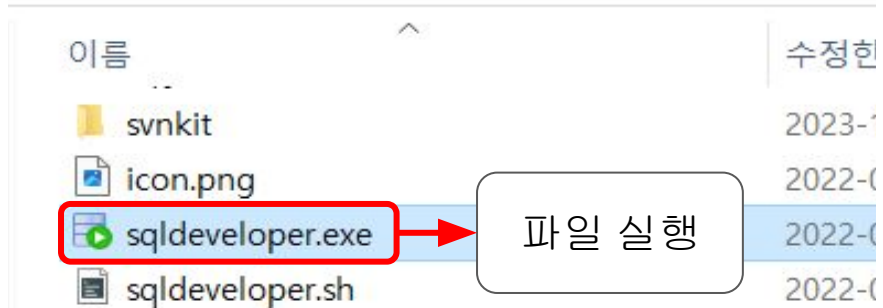 이름 수정한
svnkit 2023-1
icon.png 2022-0
sqldeveloper.exe 파일 실행 2022-0
sqldeveloper.sh 2022-0